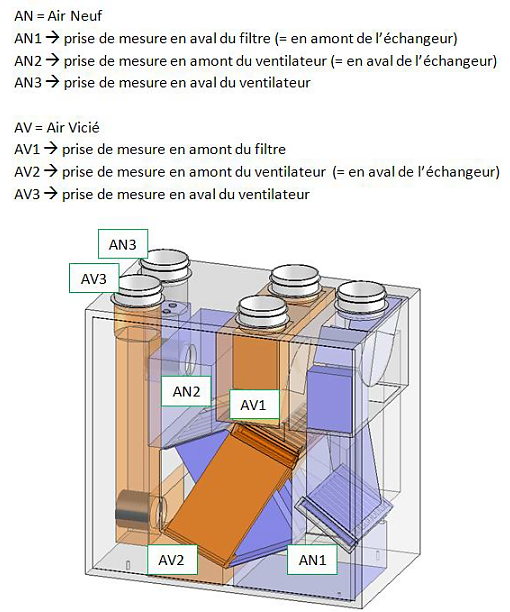 AN = Air Neuf
AN1 → prise de mesure en aval du filtre (= en amont de l'échangeur)
AN2 → prise de mesure en amont du ventilateur (= en aval de l'échangeur)
AN3 → prise de mesure en aval du ventilateur
AV = Air Vicié
AV1 → prise de mesure en amont du filtre
AV2 → prise de mesure en amont du ventilateur (= en aval de l'échangeur)
AV3 → prise de mesure en aval du ventilateur
AN3
AV3
AN2
AV1
AV2
AN1